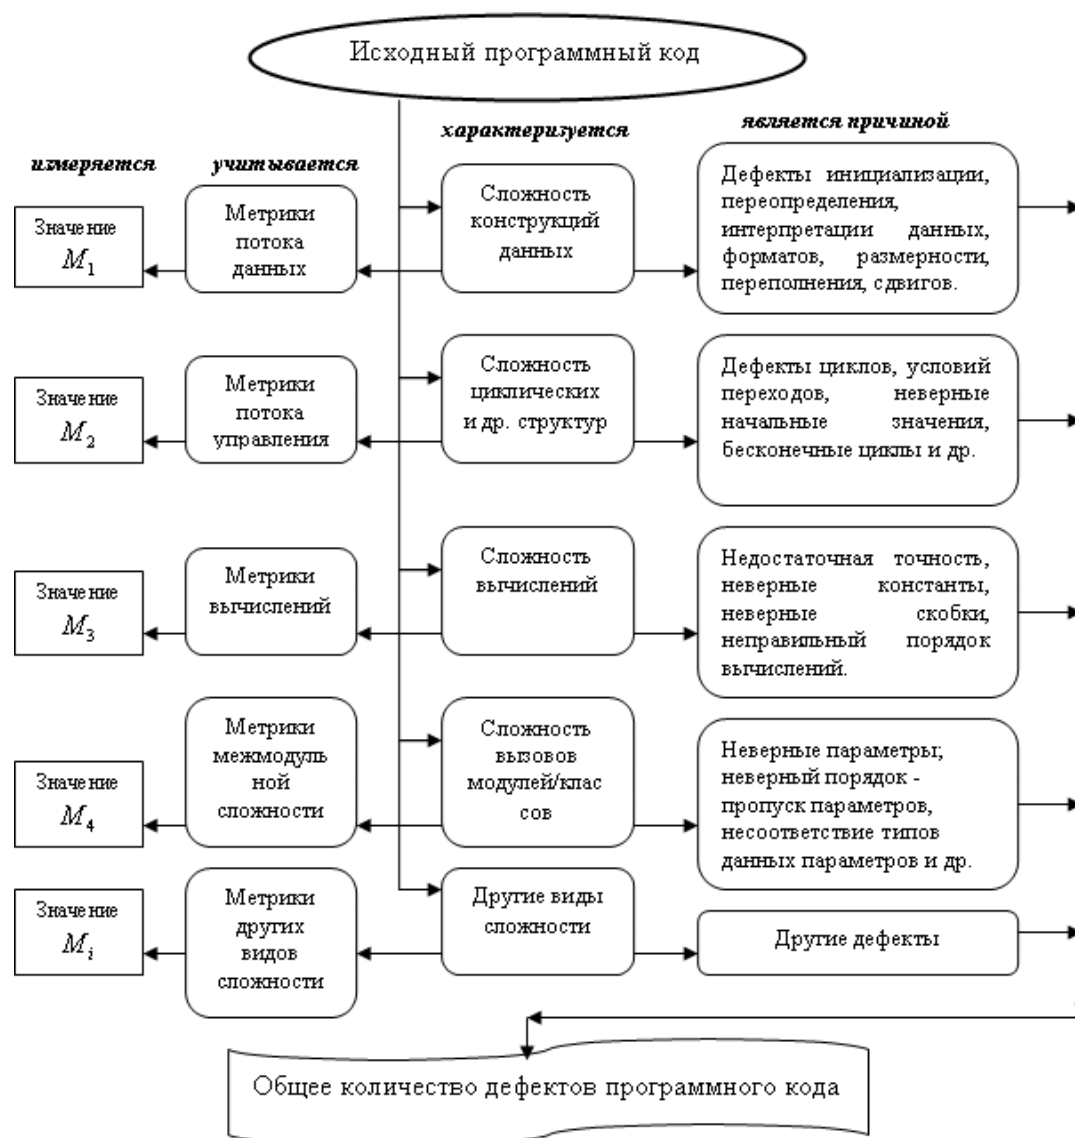 Исходный программный код
характеризуется
является причиной
измеряется
учитывается
Значение
M1
Метрики
потока
данных
Сложность
конструкций
данных
Дефекты инициализации,
переопределения,
интерпретации данных,
форматов, размерности,
переполнения, сдвигов.
Значение
M2
Метрики
потока
управления
Сложность
циклических
и др. структур
Дефекты циклов, условий
переходов, неверные
начальные значения,
бесконечные циклы и др.
Значение
M3
Метрики
вычислений
Сложность
вычислений
Недостаточная точность,
неверные константы,
неверные скобки,
неправильный порядок
вычислений.
Значение
M4
Метрики
межмодуль
ной
сложности
Сложность
вызовов
модулей/клас
сов
Неверные параметры;
неверный порядок -
пропуск параметров,
несоответствие типов
данных параметров и др.
Значение
Mi
Метрики
других
видов
сложности
Другие виды
сложности
Другие дефекты
Общее количество дефектов программного кода